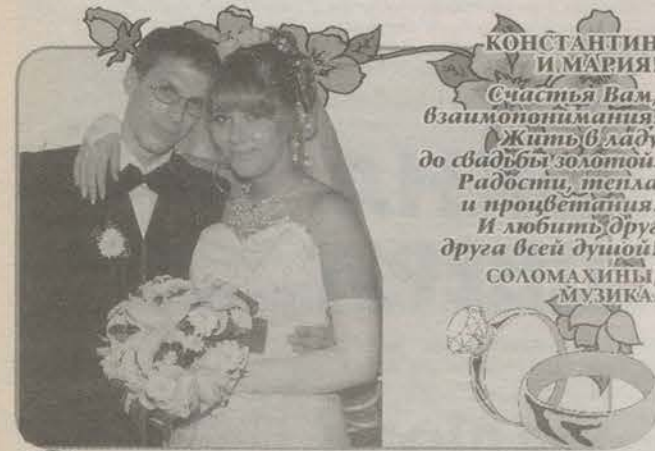 КОНСТАНТИН
И МАРИЯ!
Счастья Вам,
взаимопонимания.
Жить в ладу
до свадьбы золотой.
Радости, тепла
и процветания.
И любить друг
друга всей душой!
СОЛОМАХИНЫ,
МУЗИКА.